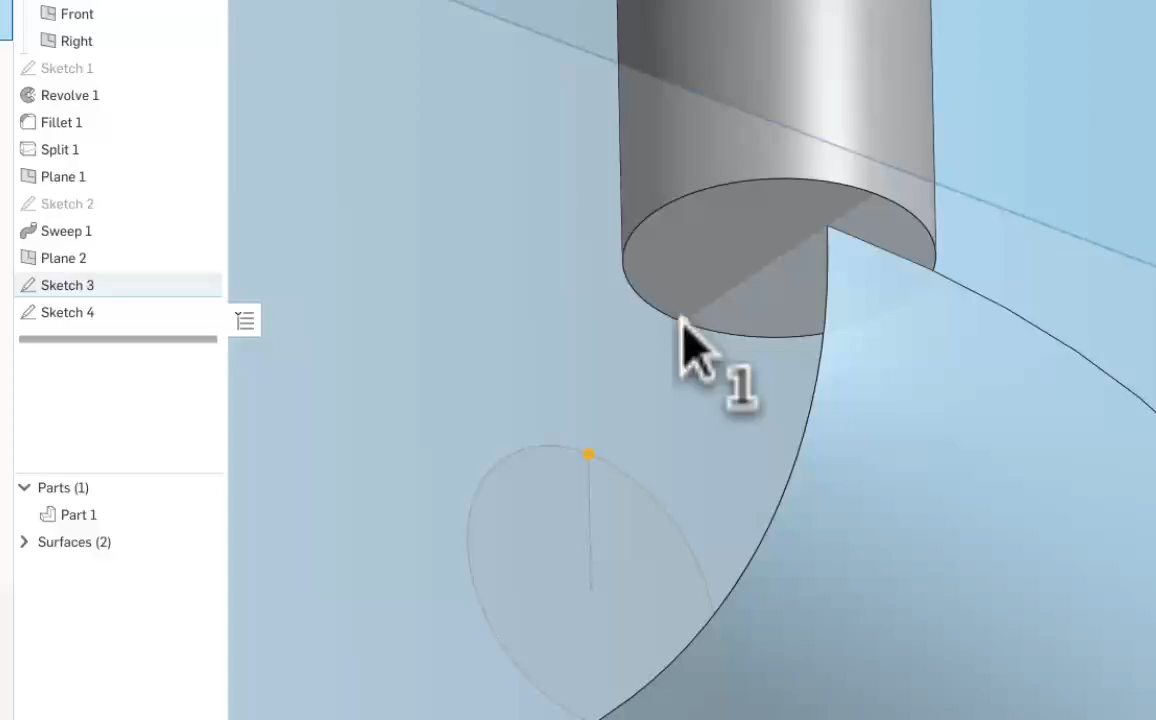 Front
Right
Sketch 1
Revolve 1
Fillet 1
Split 1
Plane 1
Sketch 2
Sweep 1
Plane 2
Sketch 3
Sketch 4
1
Parts (1)
Part 1
Surfaces (2)